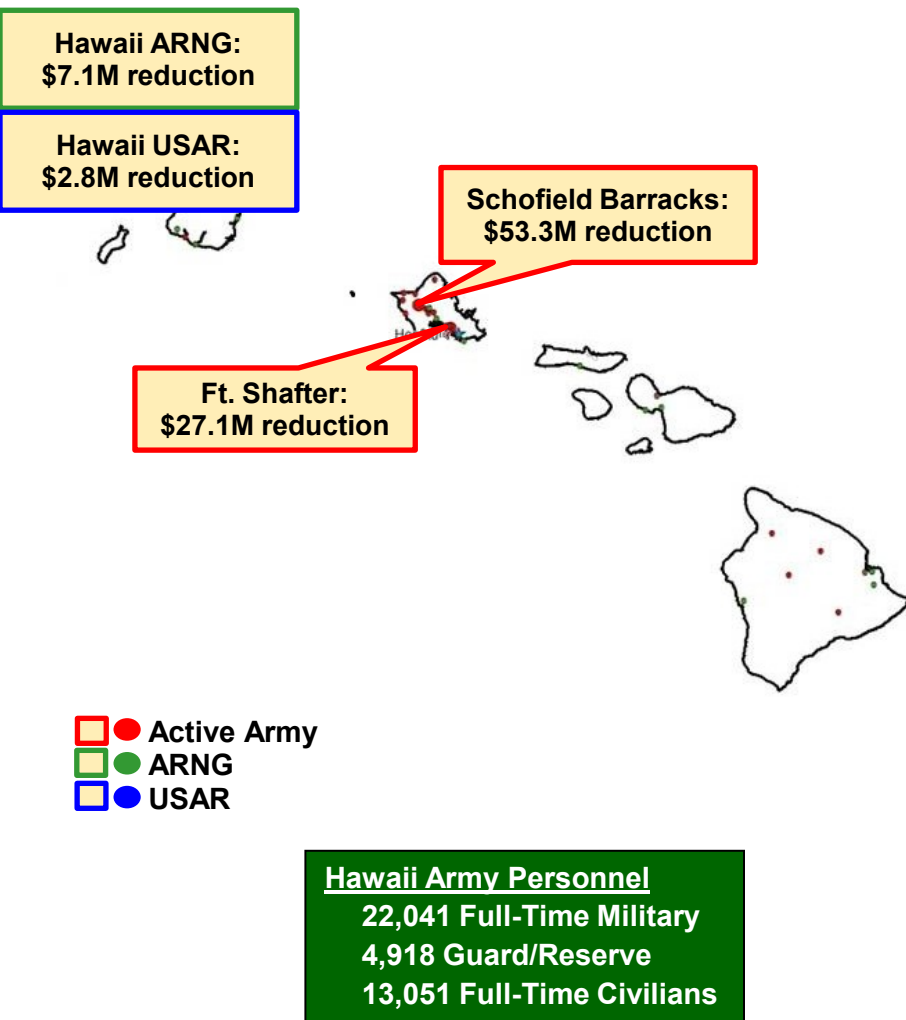 Hawaii ARNG:
$7.1M reduction
Hawaii USAR:
$2.8M reduction
Schofield Barracks:
$53.3M reduction
Ft. Shafter:
$27.1M reduction
Active Army
ARNG
USAR
Hawaii Army Personnel
22,041 Full-Time Military
4,918 Guard/Reserve
13,051 Full-Time Civilians